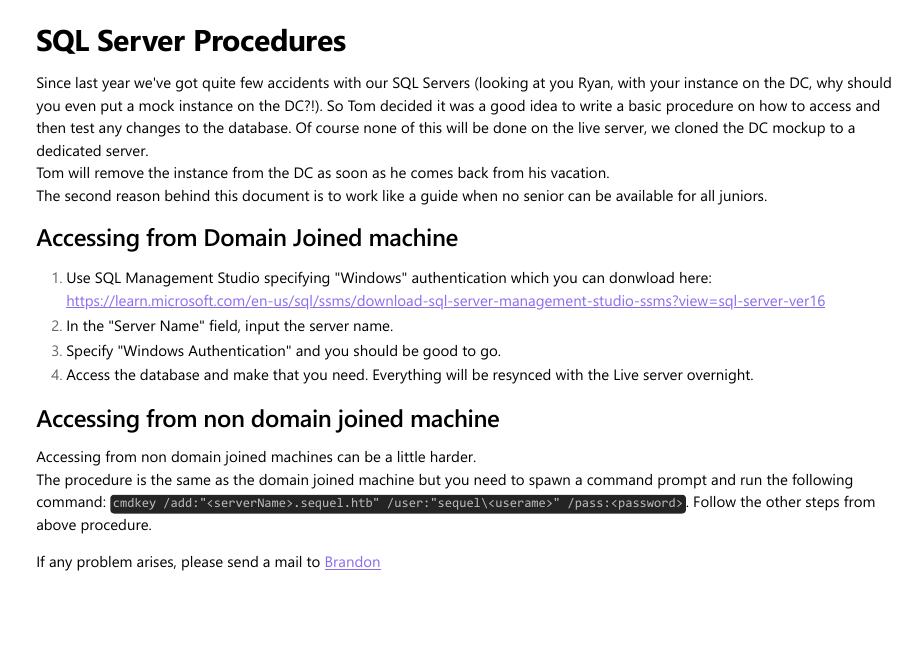 SQL Server Procedures
Since last year we've got quite few accidents with our SQL Servers (looking at you Ryan, with your instance on the DC, why should
you even put a mock instance on the DC?!). So Tom decided it was a good idea to write a basic procedure on how to access and
then test any changes to the database. Of course none of this will be done on the live server, we cloned the DC mockup to a
dedicated server.
Tom will remove the instance from the DC as soon as he comes back from his vacation.
The second reason behind this document is to work like a guide when no senior can be available for all juniors.
Accessing from Domain Joined machine
1. Use SQL Management Studio specifying "Windows" authentication which you can donwload here:
https://learn.microsoft.com/en-us/sql/ssms/download-sql-server-management-studio-ssms?view=sql-server-ver16
2. In the "Server Name" field, input the server name.
3. Specify "Windows Authentication" and you should be good to go.
4. Access the database and make that you need. Everything will be resynced with the Live server overnight.
Accessing from non domain joined machine
Accessing from non domain joined machines can be a little harder.
The procedure is the same as the domain joined machine but you need to spawn a command prompt and run the following
command: cmdkey /add:"<serverName>.sequel.htb" /user:"sequel\<userame>" /pass:<password>. Follow the other steps from
above procedure.
If any problem arises, please send a mail to Brandon